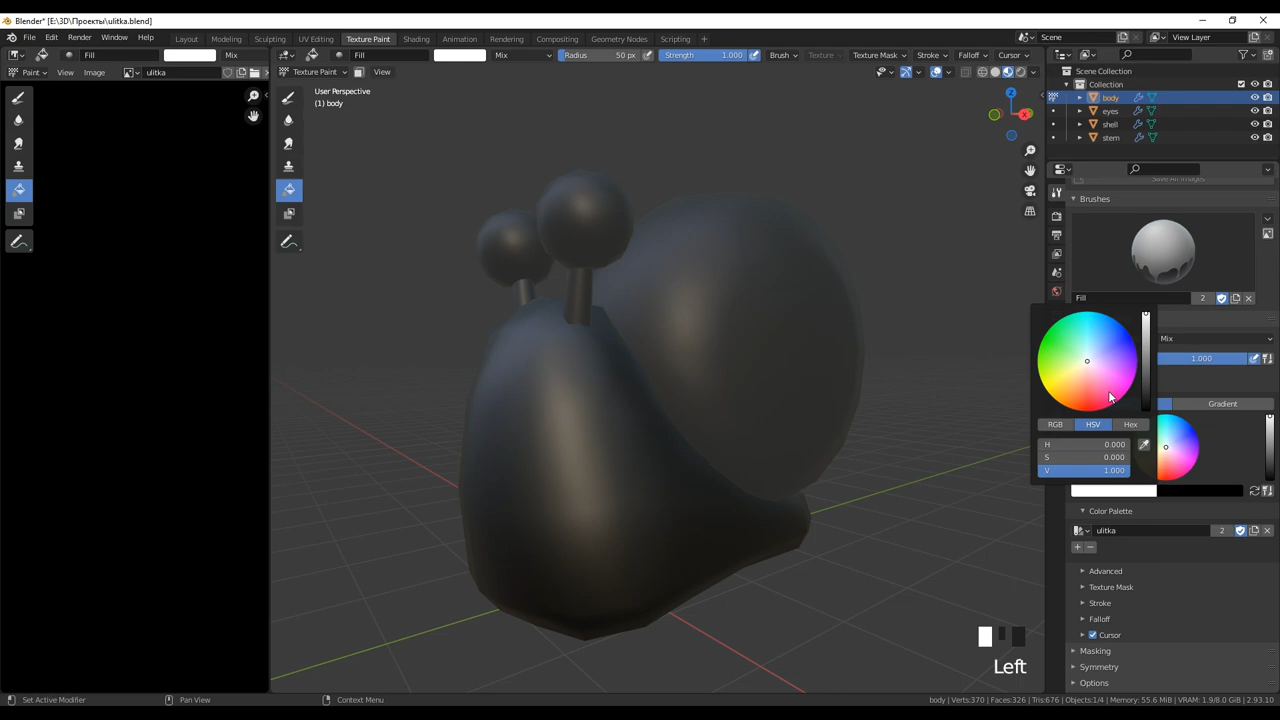 Blender* [E:\3D\Проекты\ulitka.blend]
File Edit Render Window Help Layout Modeling Sculpting UV Editing Texture Paint Shading Animation Rendering Compositing Geometry Nodes Scripting Scene View Layer
Fill Mix Fill Mix Radius 50 px Strength 1.000 Brush Texture Texture Mask Stroke Falloff Cursor
Paint View Image ulitka Texture Paint View Scene Collection
Collection
User Perspective
(1) body
body
eyes
shell
stem
Save All Images
Brushes
Fill 2
Mix
1.000
Gradient
RGB HSV Hex
H 0.000
S 0.000
V 1.000
Color Palette
ulitka 2
Advanced
Texture Mask
Stroke
Falloff
Cursor
Masking
Symmetry
Options
Left
Set Active Modifier Pan View Context Menu body | Verts:370 | Faces:326 | Tris:676 | Objects:1/4 | Memory: 55.6 MiB | VRAM: 1.9/8.0 GiB | 2.93.10